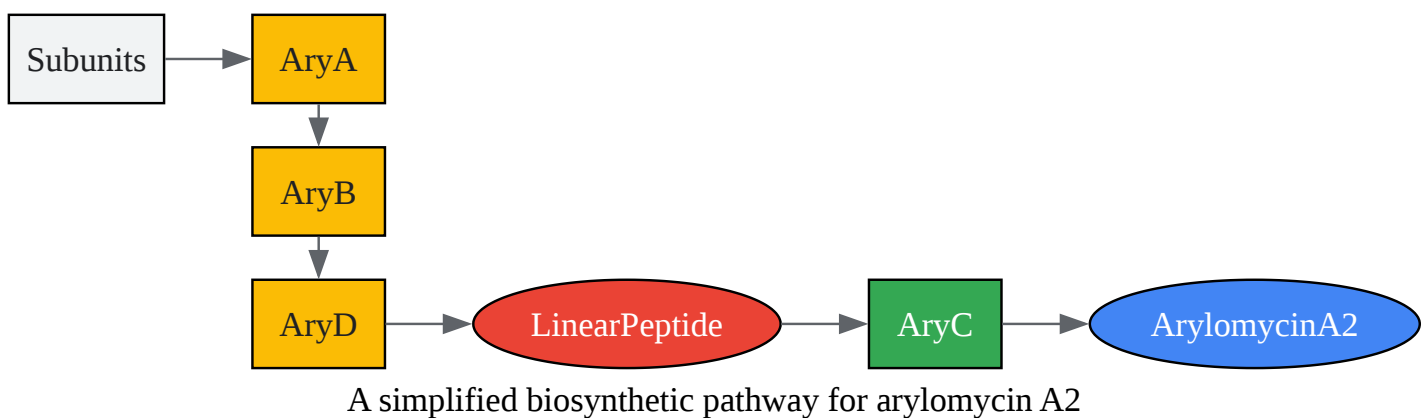 Subunits
AryA
AryB
AryD
LinearPeptide
AryC
ArylomycinA2
A simplified biosynthetic pathway for arylomycin A2